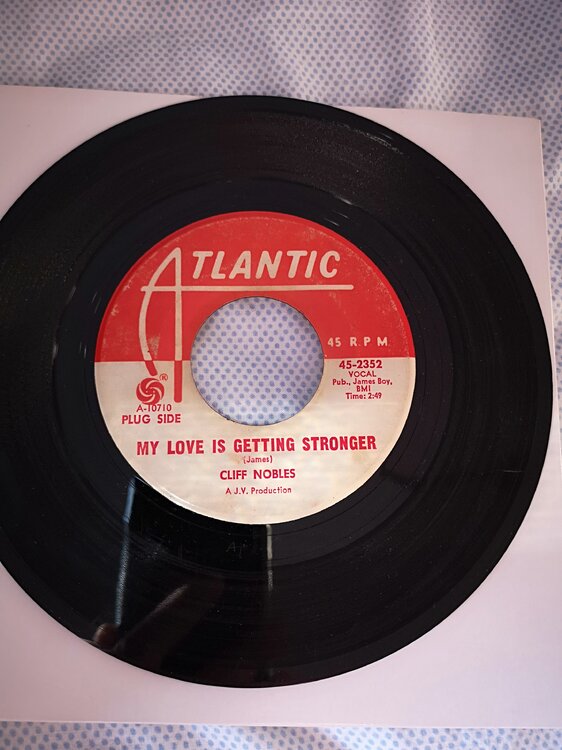 ATLANTIC
45 R.P.M.
45-2352
VOCAL
Pub., James Boy,
BMI
Time: 2:49
®
A-10710
PLUG SIDE
MY LOVE IS GETTING STRONGER
(James)
CLIFF NOBLES
A J.V. Production